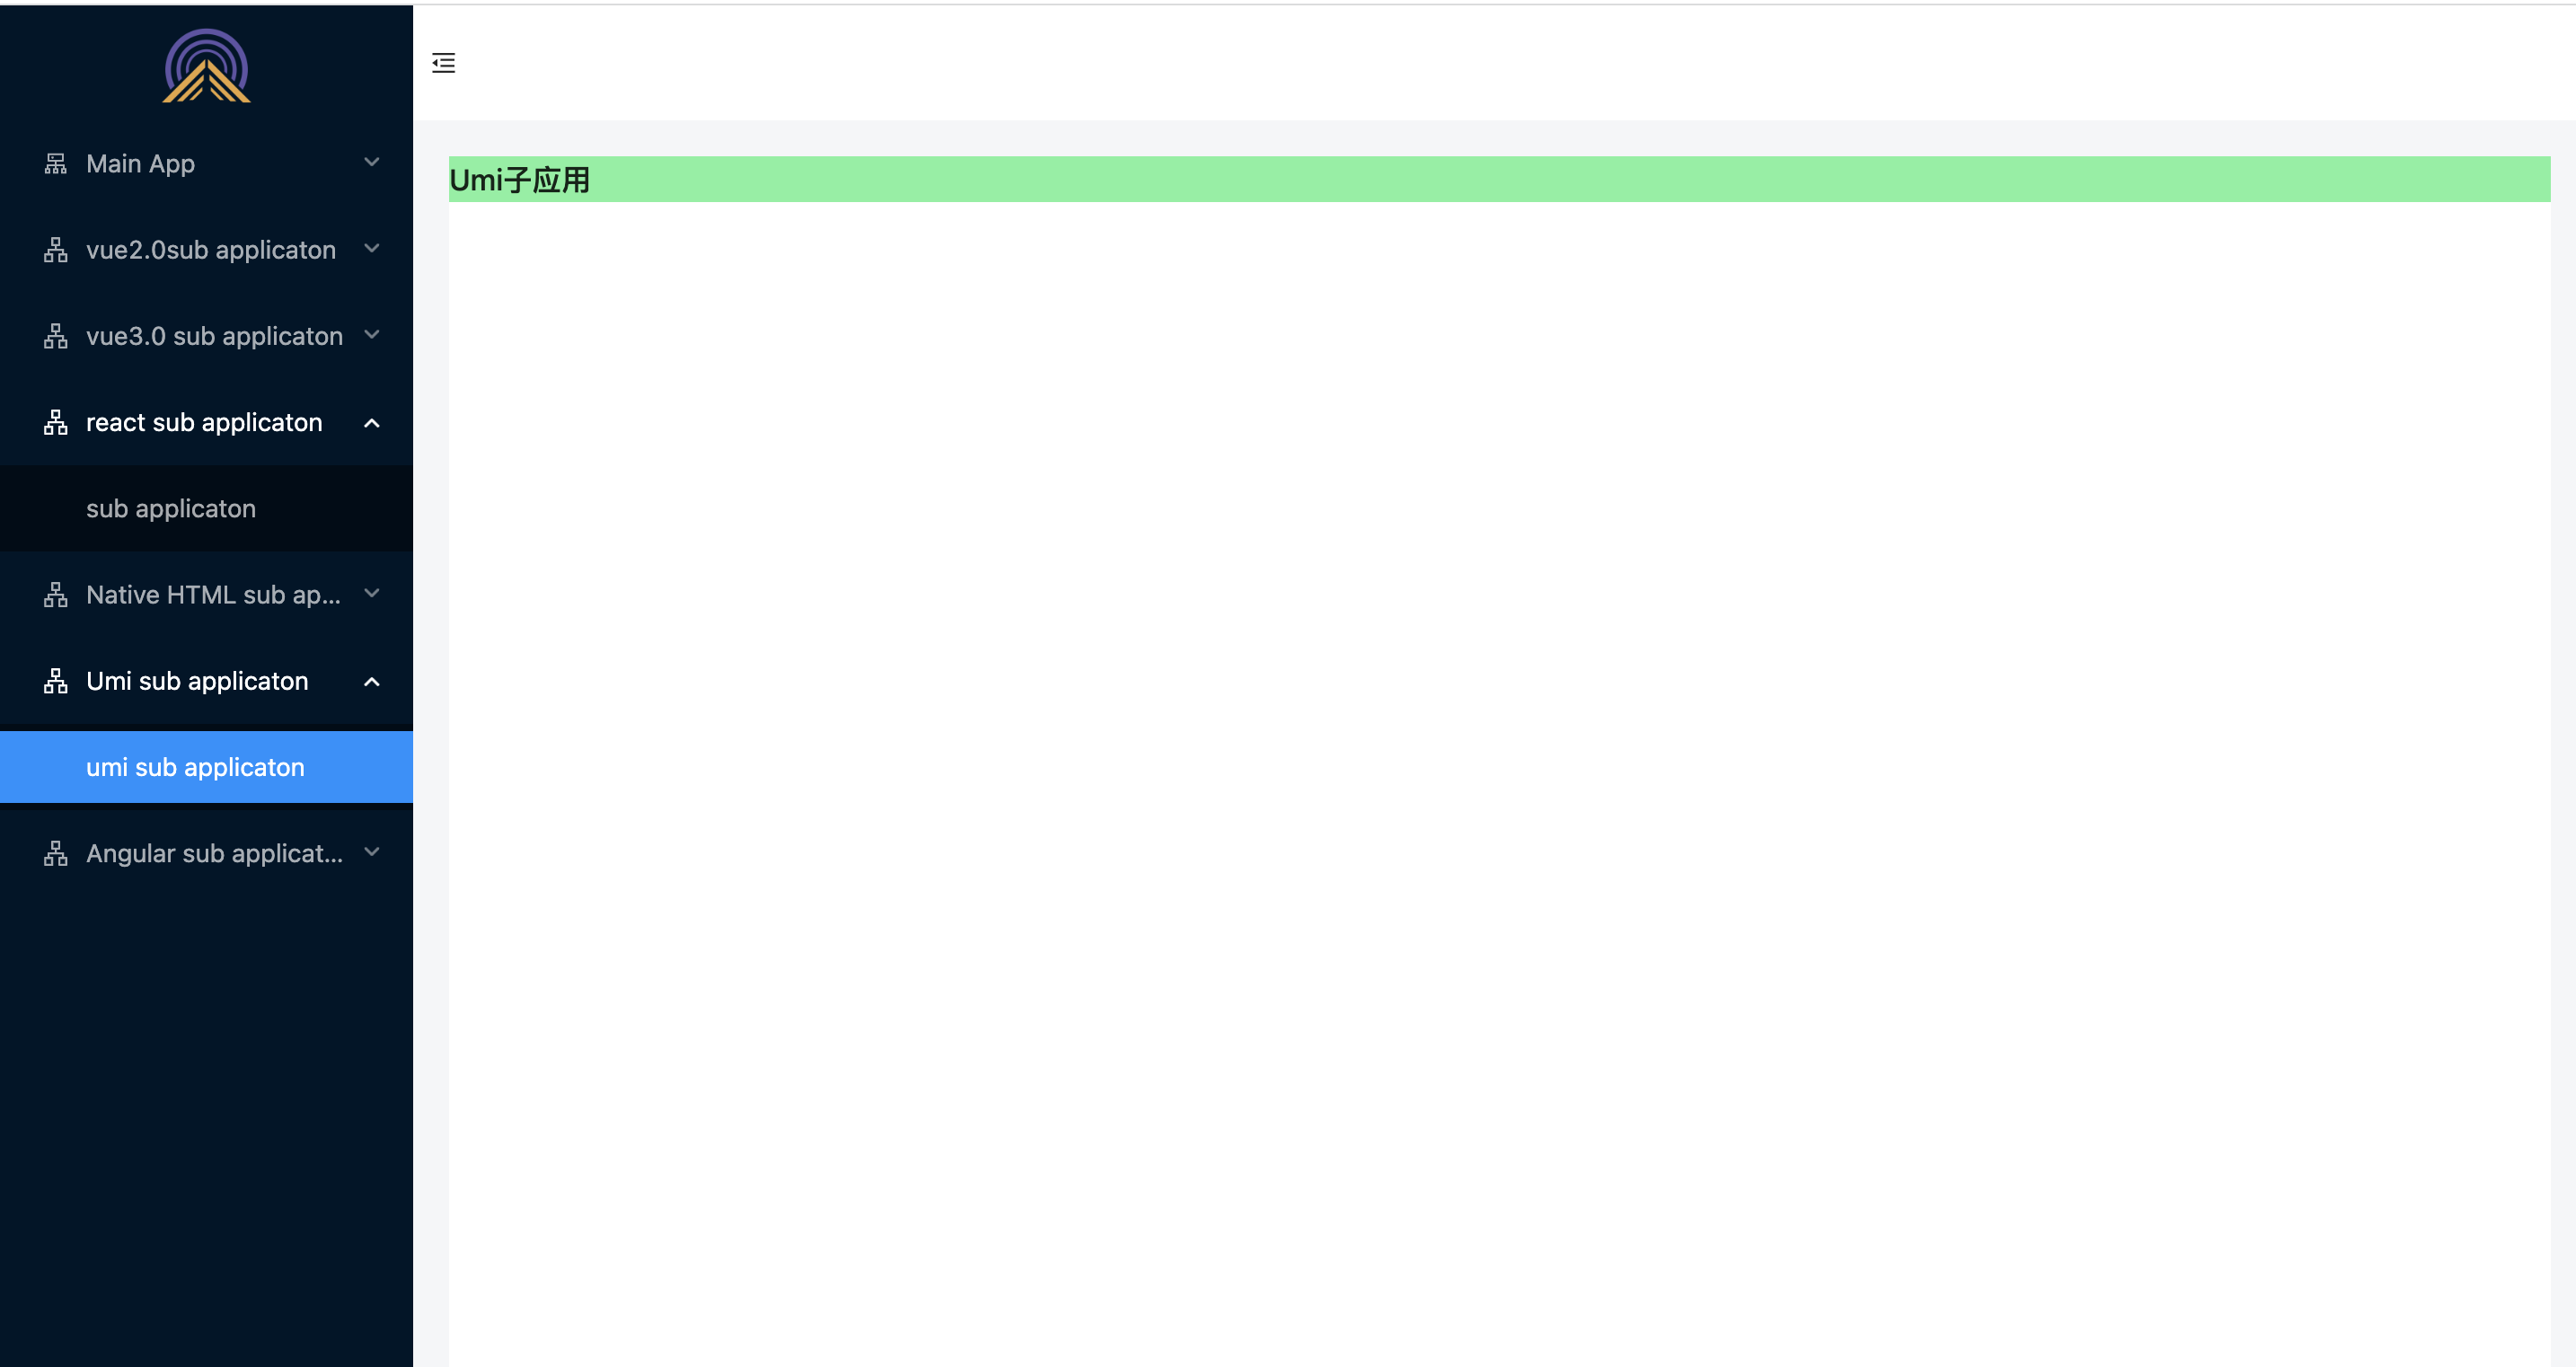 Main App
vue2.0sub applicaton
vue3.0 sub applicaton
react sub applicaton
sub applicaton
Native HTML sub ap...
Umi sub applicaton
umi sub applicaton
Angular sub applicat...
Umi子应用